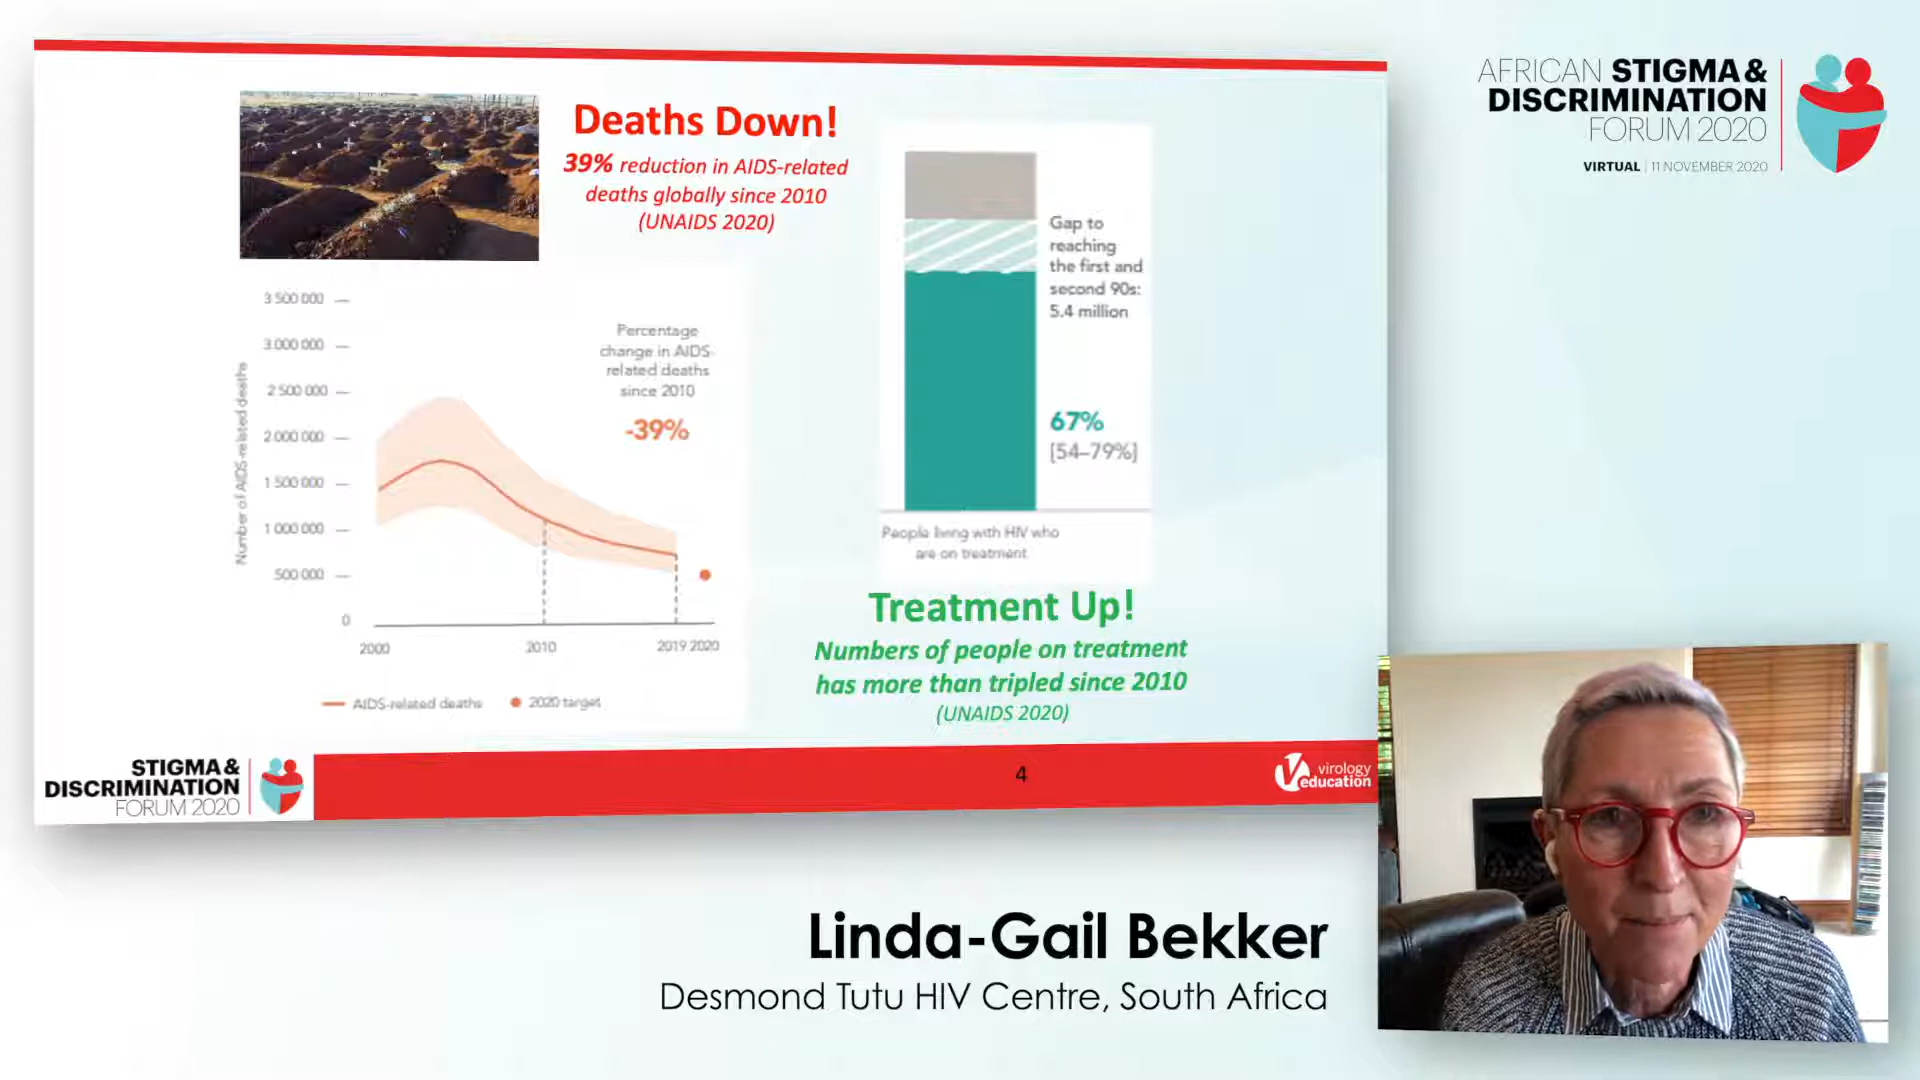 Deaths Down!
39% reduction in AIDS-related
deaths globally since 2010
(UNAIDS 2020)
3 500 000
3 000 000
2 500 000
2 000 000
1 500 000
1 000 000
500 000
0
Number of AIDS-related deaths
Percentage
change in AIDS-
related deaths
since 2010
-39%
2000
2010
2019 2020
AIDS-related deaths
2020 target
Gap to
reaching
the first and
second 90s:
5.4 million
67%
[54–79%]
People living with HIV who
are on treatment
Treatment Up!
Numbers of people on treatment
has more than tripled since 2010
(UNAIDS 2020)
STIGMA &
DISCRIMINATION
FORUM 2020
4
virology
education
AFRICAN STIGMA &
DISCRIMINATION
FORUM 2020
VIRTUAL | 11 NOVEMBER 2020
Linda-Gail Bekker
Desmond Tutu HIV Centre, South Africa